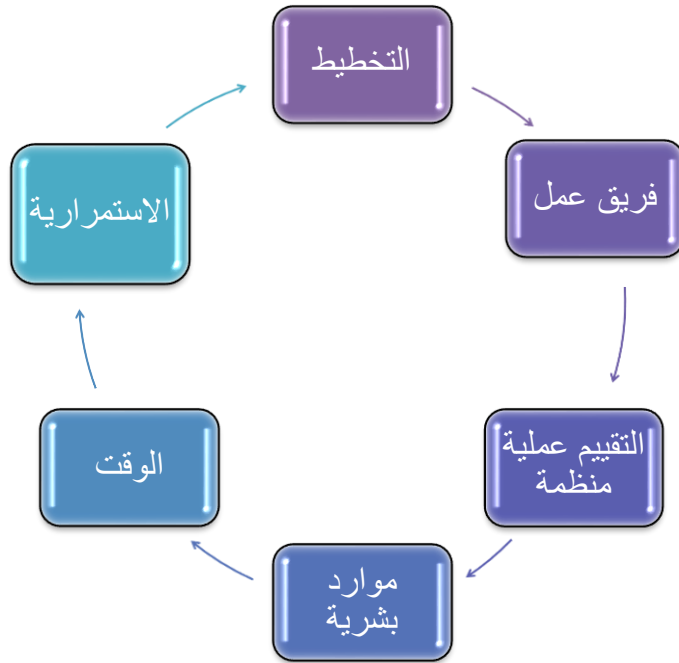 التخطيط
فريق عمل
التقييم عملية
منظمة
موارد
بشرية
الوقت
الاستمرارية